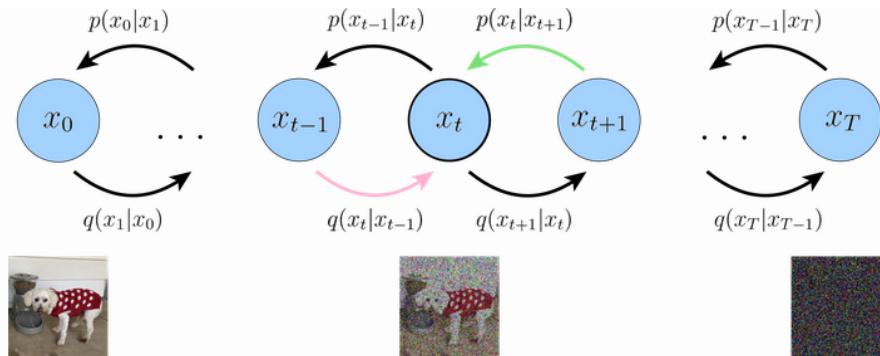 p(x_0|x_1) p(x_{t-1}|x_t) p(x_t|x_{t+1}) p(x_{T-1}|x_T)
x_0 ... x_{t-1} x_t x_{t+1} ... x_T
q(x_1|x_0) q(x_t|x_{t-1}) q(x_{t+1}|x_t) q(x_T|x_{T-1})